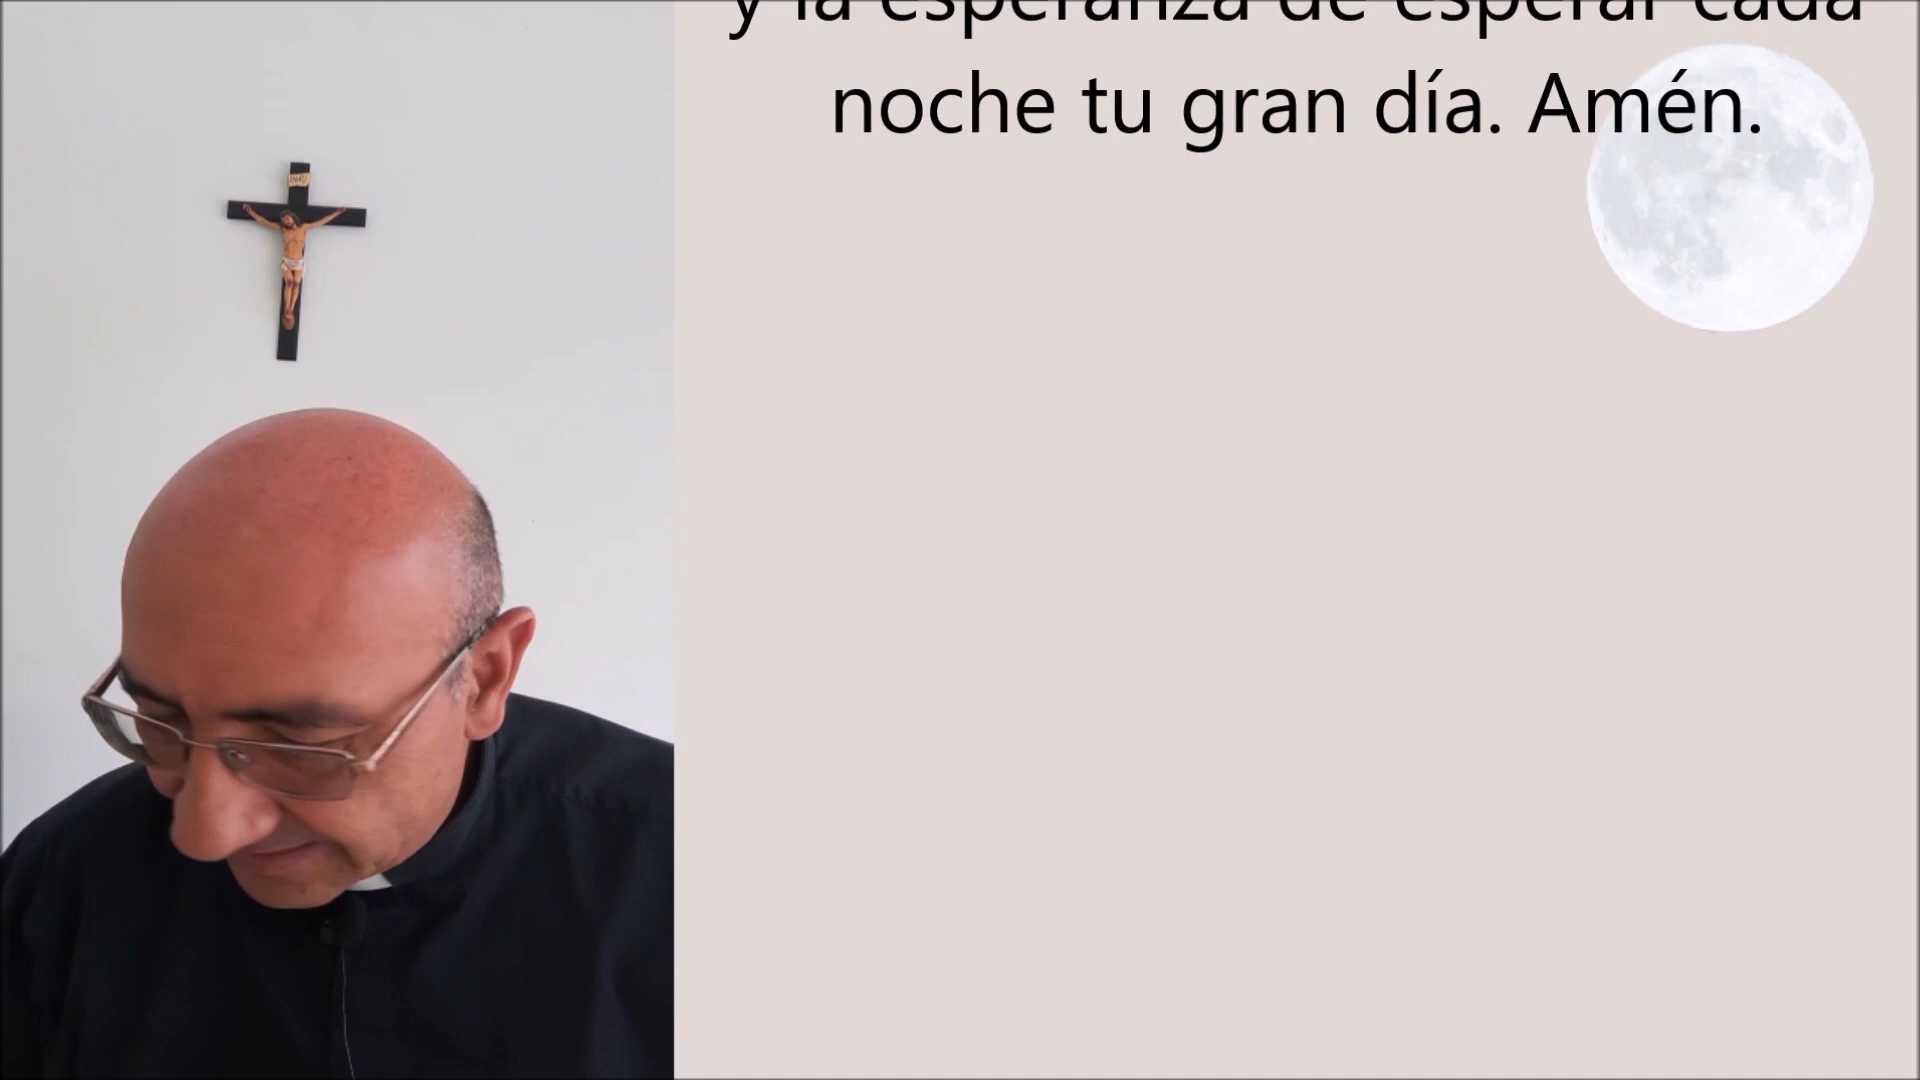 y la esperanza de esperar cada
noche tu gran día. Amén.